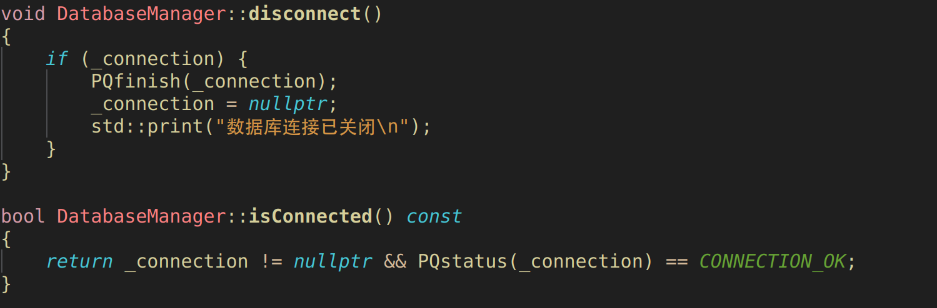 void DatabaseManager::disconnect()
{
    if (_connection) {
        PQfinish(_connection);
        _connection = nullptr;
        std::print("数据库连接已关闭\n");
    }
}

bool DatabaseManager::isConnected() const
{
    return _connection != nullptr && PQstatus(_connection) == CONNECTION_OK;
}